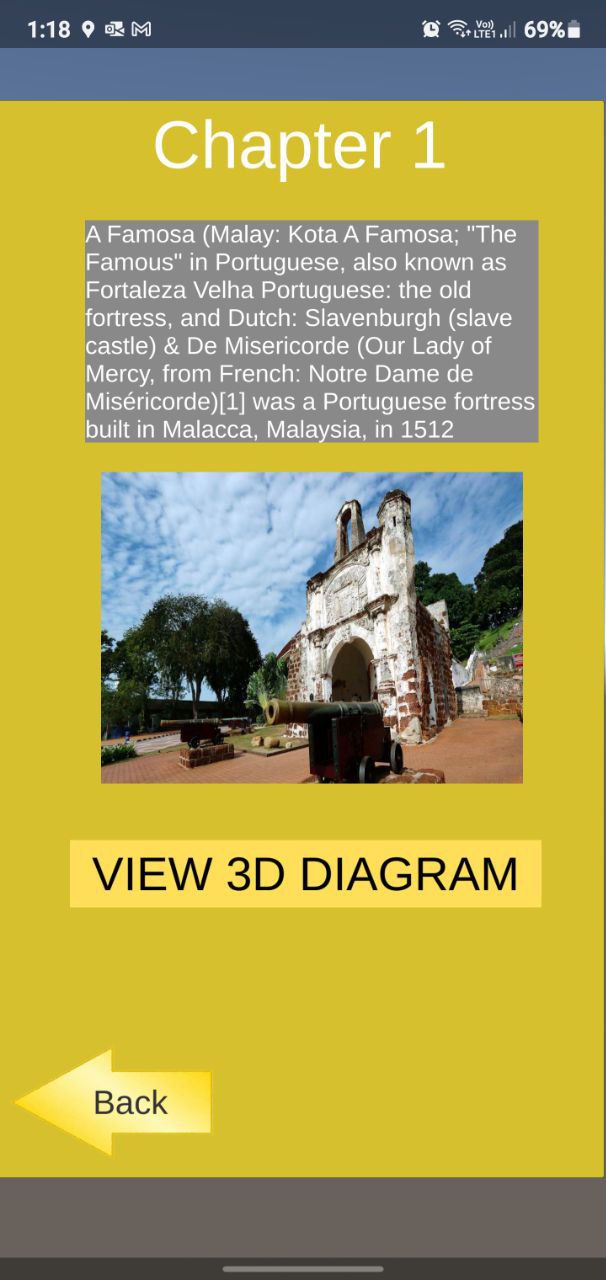 1:18
Vo))
LTE1
69%
Chapter 1
A Famosa (Malay: Kota A Famosa; "The
Famous" in Portuguese, also known as
Fortaleza Velha Portuguese: the old
fortress, and Dutch: Slavenburgh (slave
castle) & De Misericorde (Our Lady of
Mercy, from French: Notre Dame de
Miséricorde)[1] was a Portuguese fortress
built in Malacca, Malaysia, in 1512
VIEW 3D DIAGRAM
Back